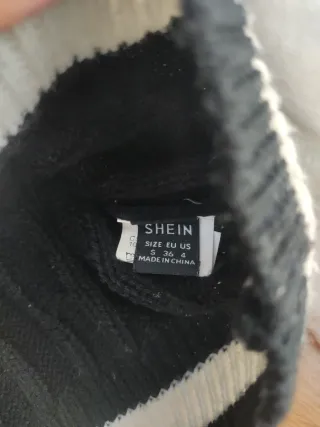 SHEIN
SIZE EU US
S 36 4
MADE IN CHINA